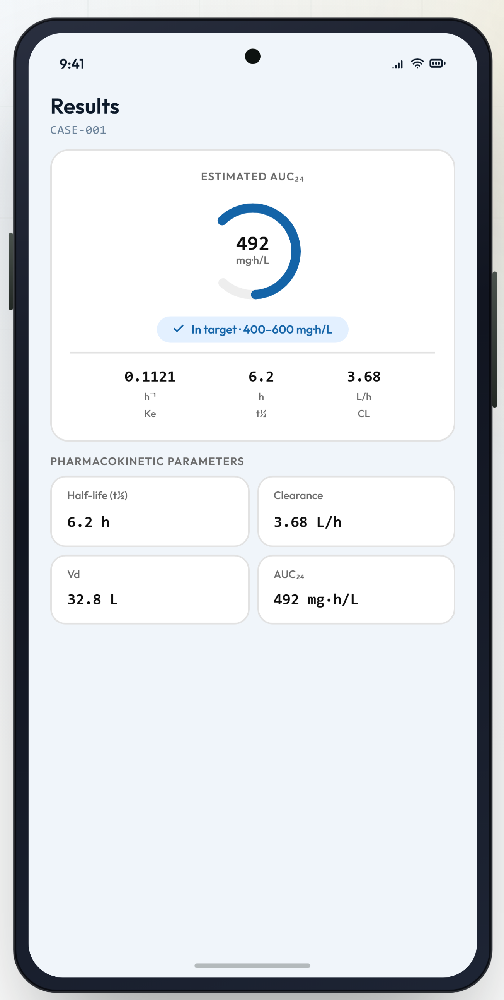 9:41
Results
CASE-001
ESTIMATED AUC₂₄
492
mg·h/L
In target · 400–600 mg·h/L
0.1121 6.2 3.68
h⁻¹ h L/h
Ke t½ CL
PHARMACOKINETIC PARAMETERS
Half-life (t½) Clearance
6.2 h 3.68 L/h
Vd AUC₂₄
32.8 L 492 mg·h/L